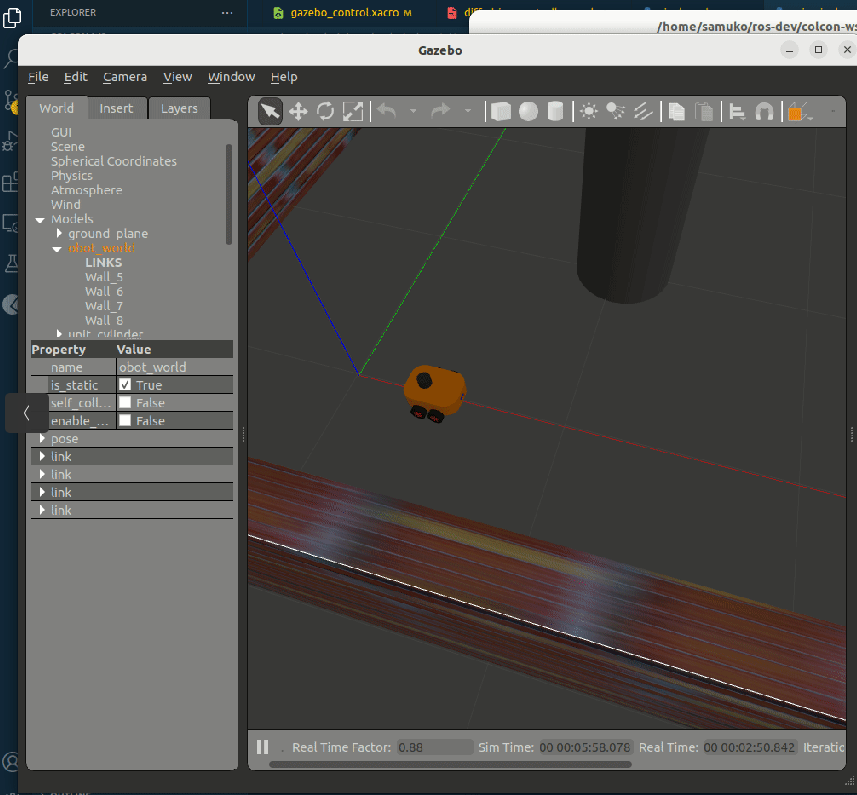 EXPLORER
gazebo_control.xacro M
/home/samuko/ros-dev/colcon-ws
Gazebo
File Edit Camera View Window Help
World Insert Layers
GUI
Scene
Spherical Coordinates
Physics
Atmosphere
Wind
Models
ground_plane
obot_world
LINKS
Wall_5
Wall_6
Wall_7
Wall_8
unit_cylinder
Property Value
name obot_world
is_static True
self_coll... False
enable_... False
pose
link
link
link
link
Real Time Factor: 0.88 Sim Time: 00 00:05:58.078 Real Time: 00 00:02:50.842 Iteratio